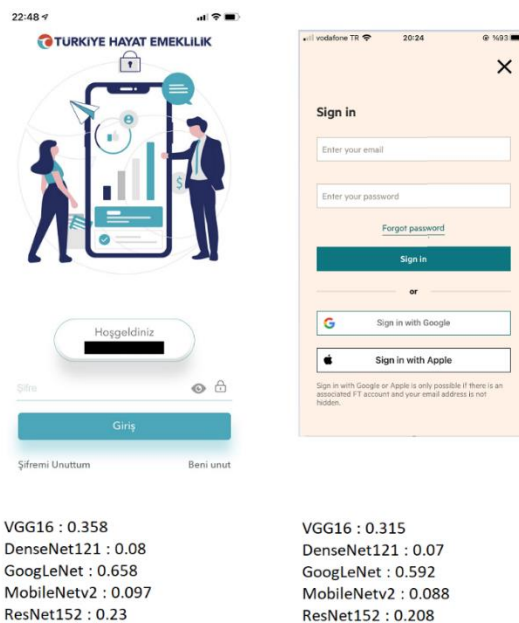 22:48
TÜRKİYE HAYAT EMEKLİLİK
$
Hoşgeldiniz
Şifre
Giriş
Şifremi Unuttum
Beni unut
VGG16 : 0.358
DenseNet121 : 0.08
GoogLeNet : 0.658
MobileNetv2 : 0.097
ResNet152 : 0.23
vodafone TR
20:24
%93
Sign in
Enter your email
Enter your password
Forgot password
Sign in
or
Sign in with Google
Sign in with Apple
Sign in with Google or Apple is only possible if there is an
associated FT account and your email address is not
hidden.
VGG16 : 0.315
DenseNet121 : 0.07
GoogLeNet : 0.592
MobileNetv2 : 0.088
ResNet152 : 0.208